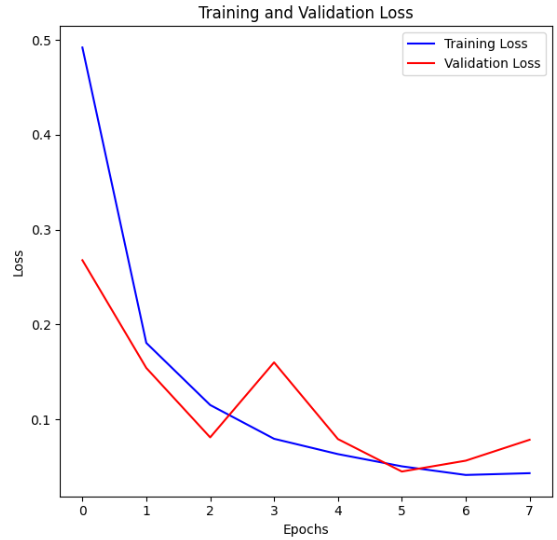 Training and Validation Loss
Training Loss
Validation Loss
0.5
0.4
0.3
0.2
0.1
Loss
0 1 2 3 4 5 6 7
Epochs